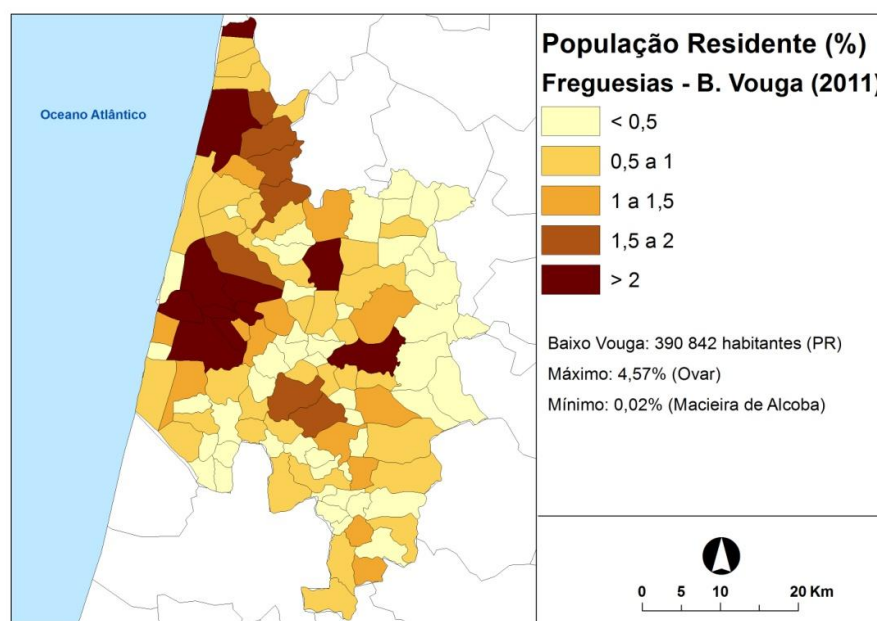 Oceano Atlântico
População Residente (%)
Freguesias - B. Vouga (2011)
< 0,5
0,5 a 1
1 a 1,5
1,5 a 2
> 2
Baixo Vouga: 390 842 habitantes (PR)
Máximo: 4,57% (Ovar)
Mínimo: 0,02% (Macieira de Alcoba)
0 5 10 20 Km